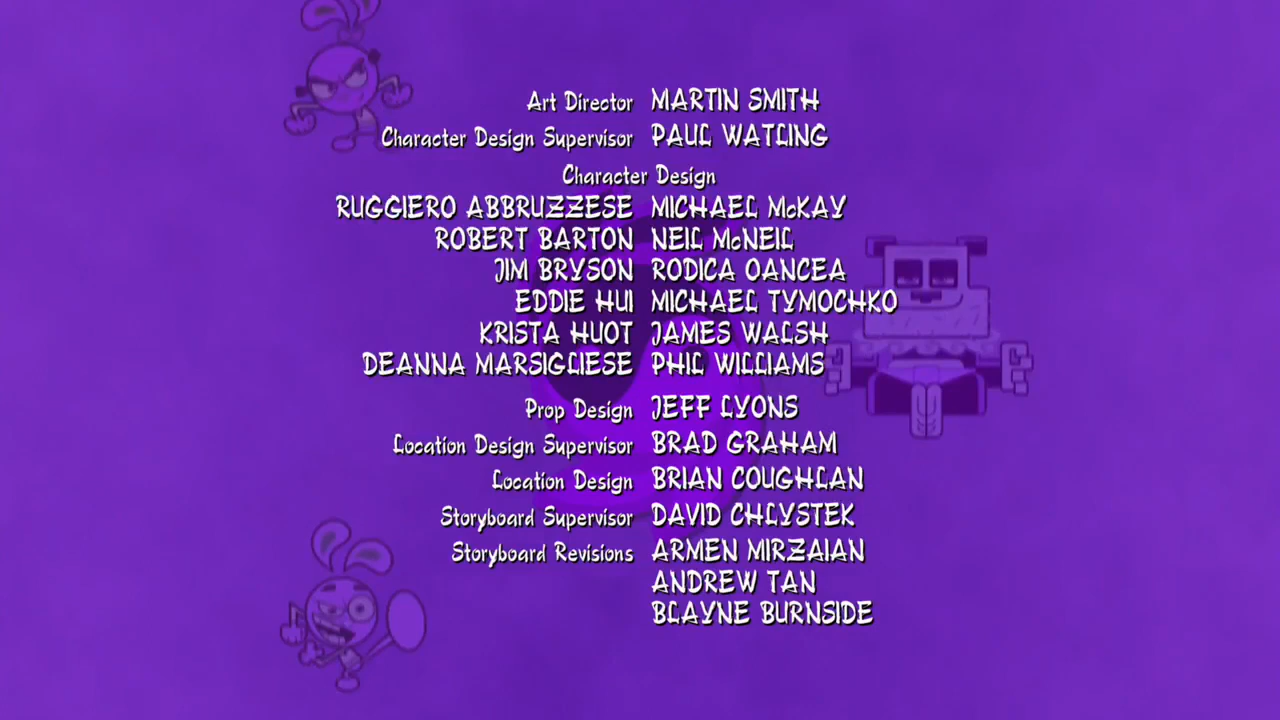 Art Director MARTIN SMITH
Character Design Supervisor PAUL WATLING
Character Design
RUGGIERO ABBRUZZESE MICHAEL McKAY
ROBERT BARTON NEIL McNEIL
JIM BRYSON RODICA OANCEA
EDDIE HUI MICHAEL TYMOCHKO
KRISTA HUOT JAMES WALSH
DEANNA MARSIGLIESE PHIL WILLIAMS
Prop Design JEFF LYONS
Location Design Supervisor BRAD GRAHAM
Location Design BRIAN COUGHLAN
Storyboard Supervisor DAVID CHLYSTEK
Storyboard Revisions ARMEN MIRZAIAN
ANDREW TAN
BLAYNE BURNSIDE